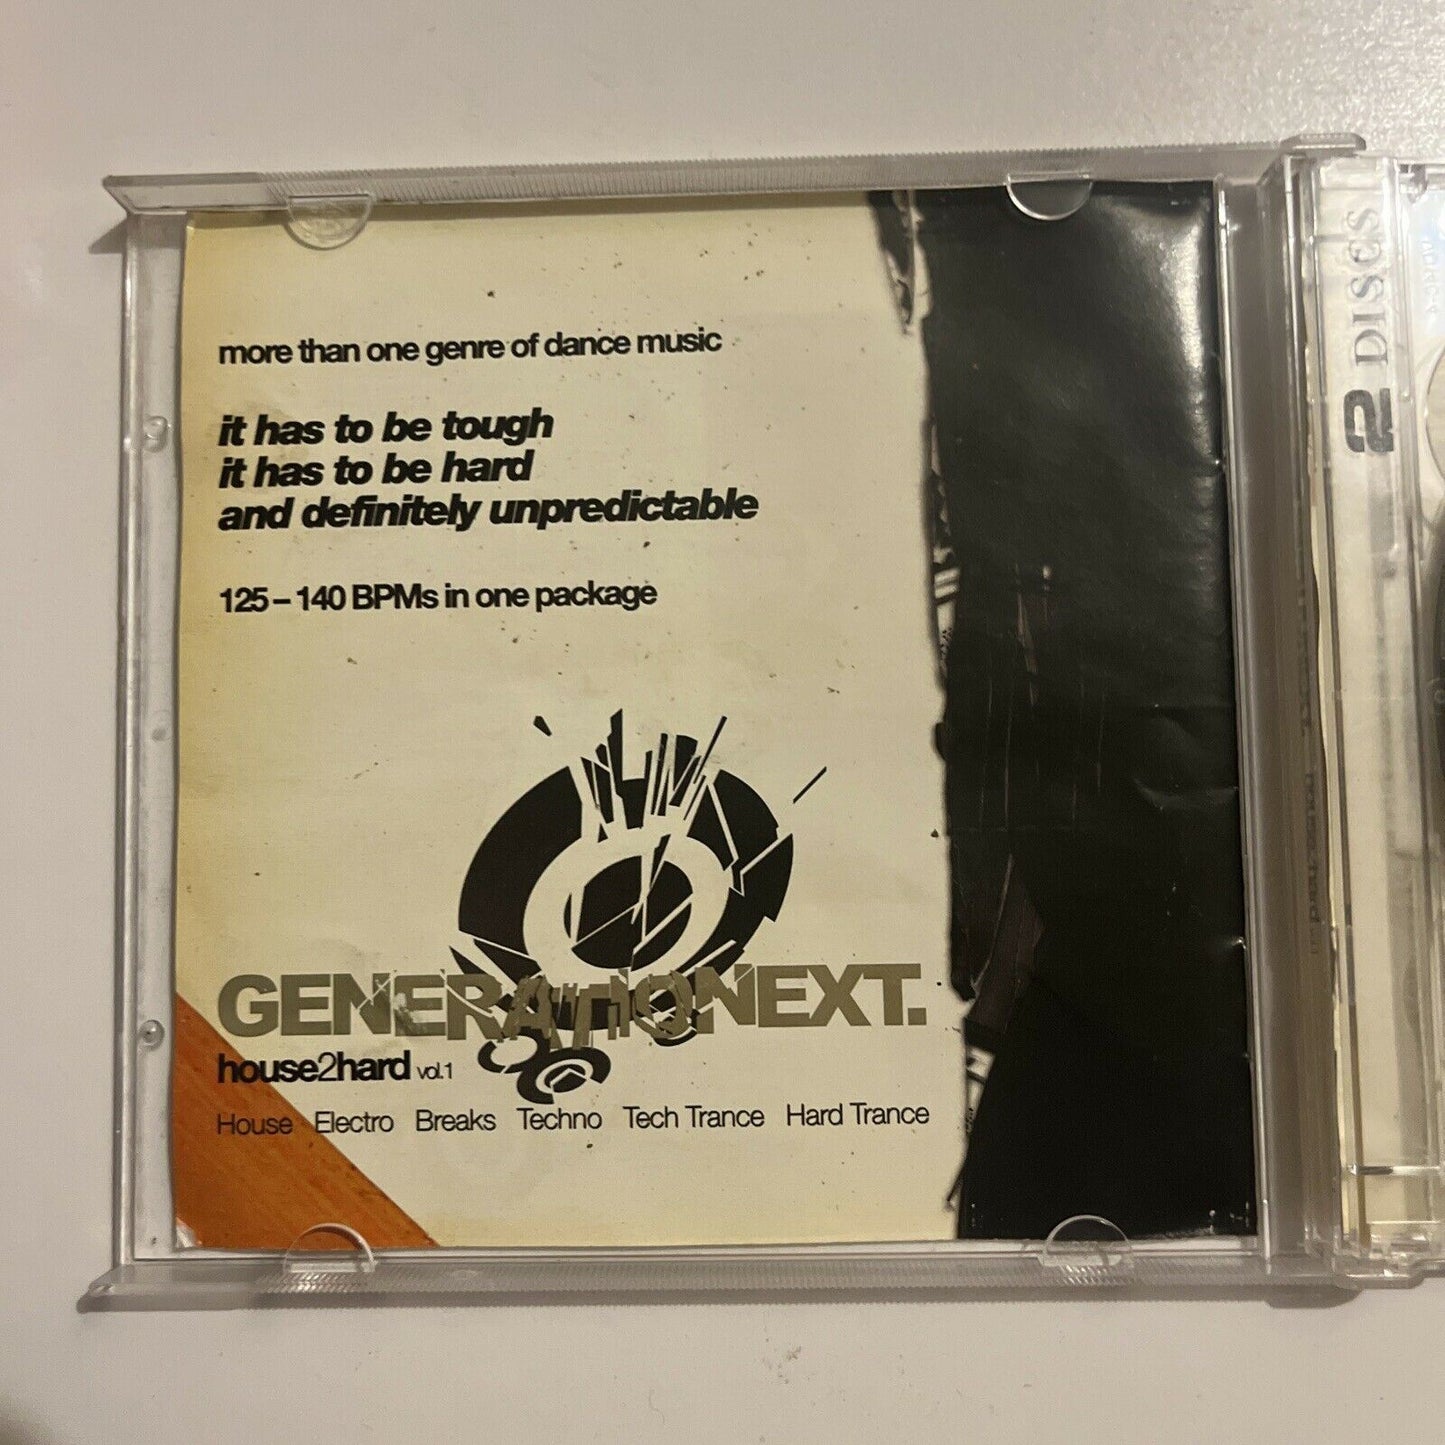 more than one genre of dance music
it has to be tough
it has to be hard
and definitely unpredictable
125 – 140 BPMs in one package
GENERATIONEXT.
house2hard vol.1
House Electro Breaks Techno Tech Trance Hard Trance
2 DISCS